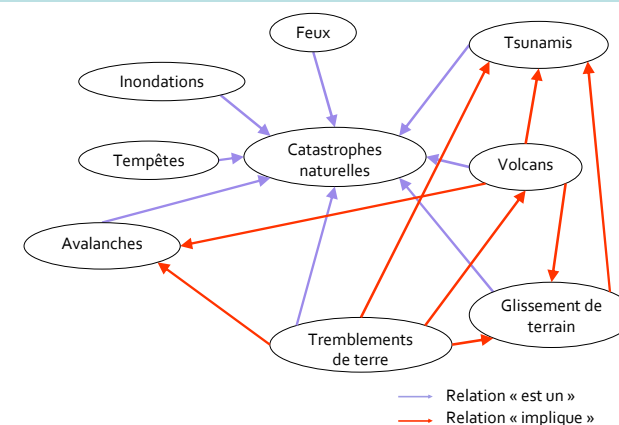 Feux
Tsunamis
Inondations
Catastrophes
naturelles
Tempêtes
Volcans
Avalanches
Glissement de
terrain
Tremblements
de terre
Relation « est un »
Relation « implique »